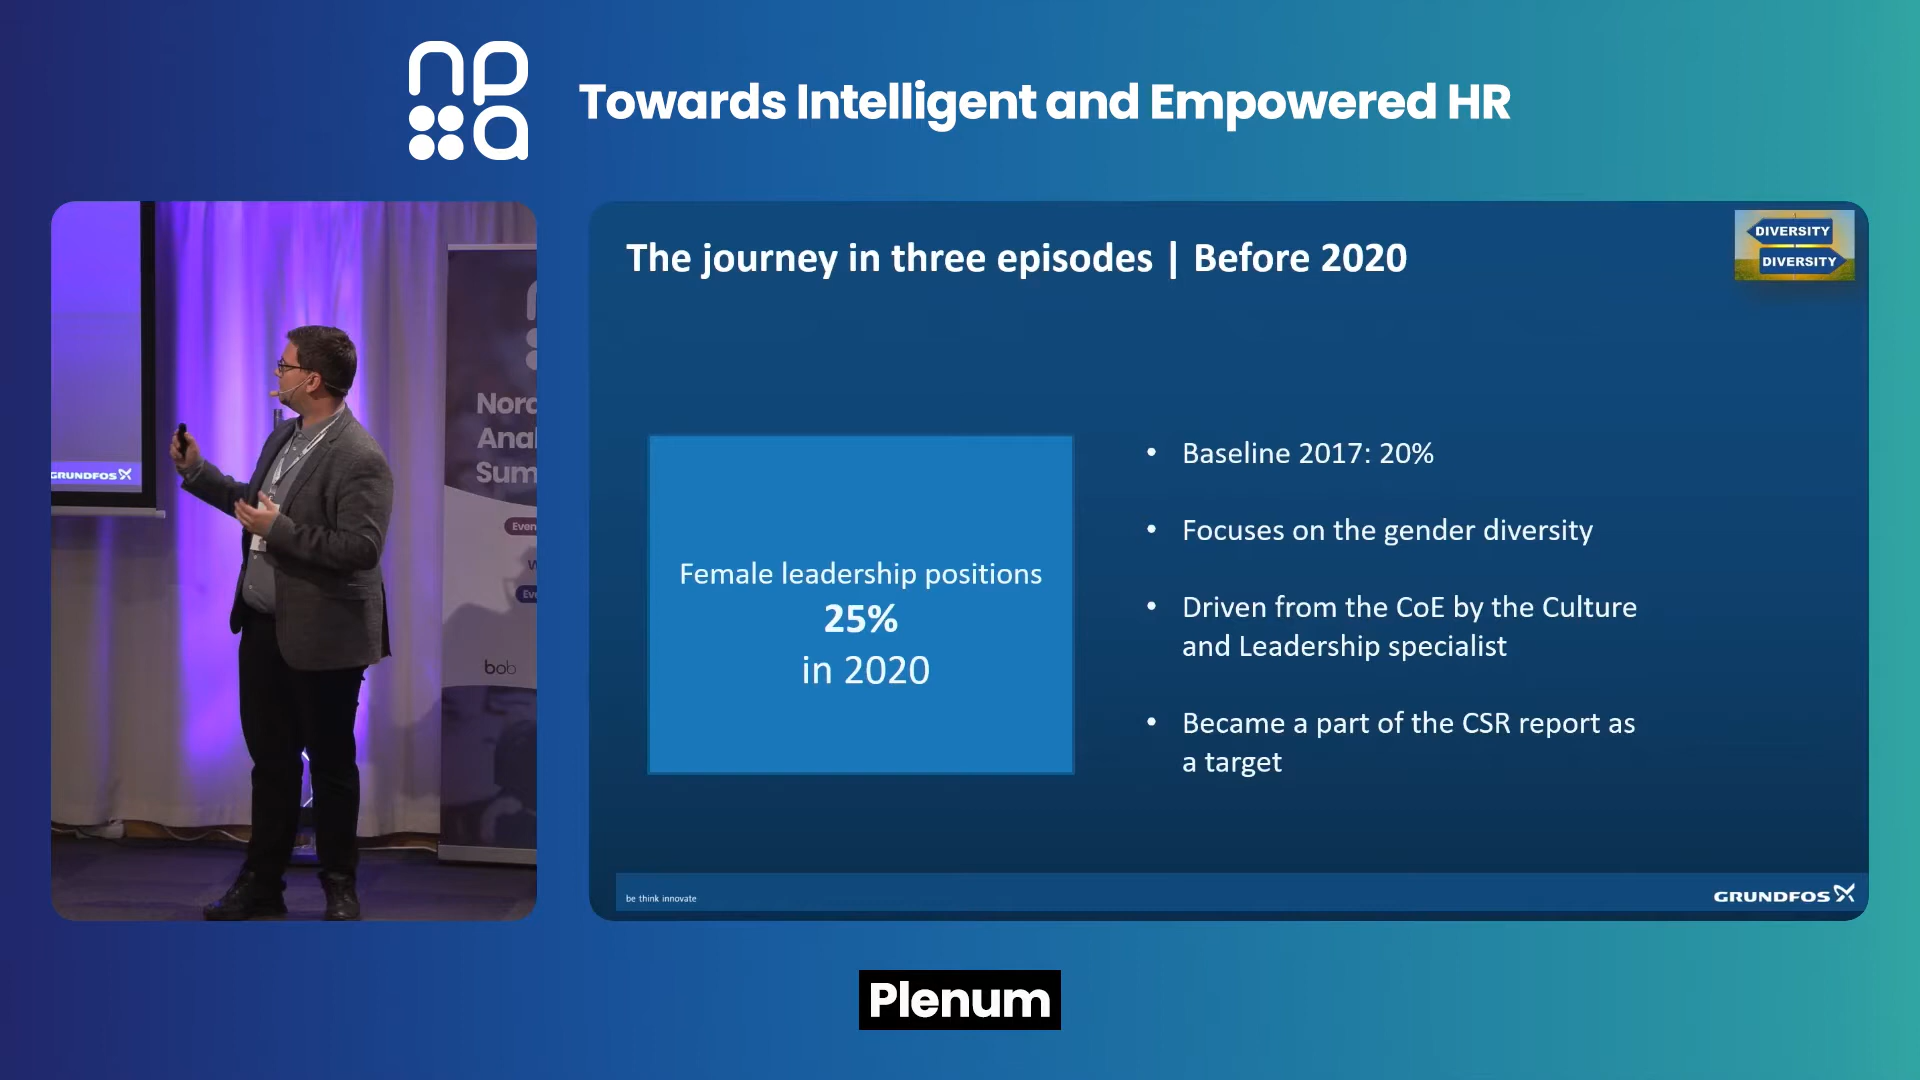 npa
Towards Intelligent and Empowered HR
GRUNDFOS
Even
bob
The journey in three episodes | Before 2020
DIVERSITY
DIVERSITY
Female leadership positions
25%
in 2020
• Baseline 2017: 20%
• Focuses on the gender diversity
• Driven from the CoE by the Culture
and Leadership specialist
• Became a part of the CSR report as
a target
be think innovate
GRUNDFOS
Plenum